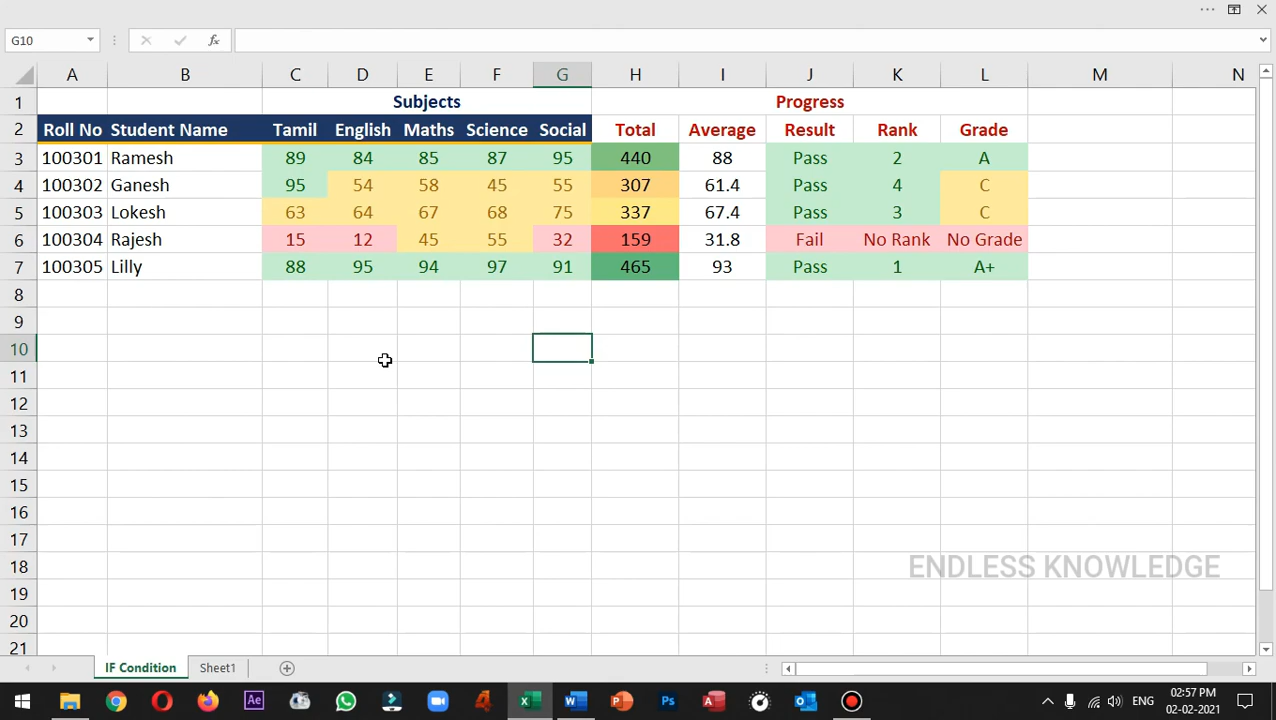 G10
fx
A B C D E F G H I J K L M N
1 Subjects Progress
2 Roll No Student Name Tamil English Maths Science Social Total Average Result Rank Grade
3 100301 Ramesh 89 84 85 87 95 440 88 Pass 2 A
4 100302 Ganesh 95 54 58 45 55 307 61.4 Pass 4 C
5 100303 Lokesh 63 64 67 68 75 337 67.4 Pass 3 C
6 100304 Rajesh 15 12 45 55 32 159 31.8 Fail No Rank No Grade
7 100305 Lilly 88 95 94 97 91 465 93 Pass 1 A+
8
9
10
11
12
13
14
15
16
17
18 ENDLESS KNOWLEDGE
19
20
21
IF Condition Sheet1
Ae Ps ENG 02:57 PM
02-02-2021